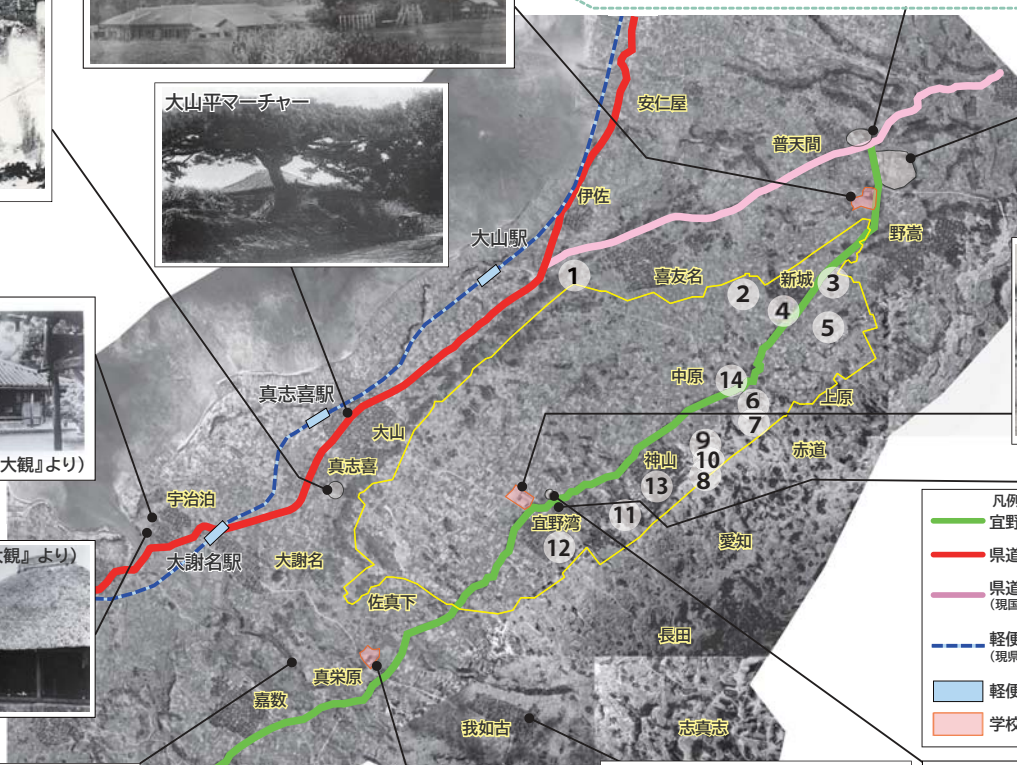 大山平マーチャー
安仁屋
普天間
伊佐
野嵩
大山駅
1
喜友名
新城
2
3
4
5
大観』より）
真志喜駅
中原
14
上原
6
7
大山
9
赤道
真志喜
神山
10
8
13
宇治泊
宜野湾
11
大謝名駅
大謝名
12
愛知
大観』より）
佐真下
長田
真栄原
嘉数
我如古
志真志
凡例
宜野
県道
県道
（現国
軽便
（現県
軽便
学校